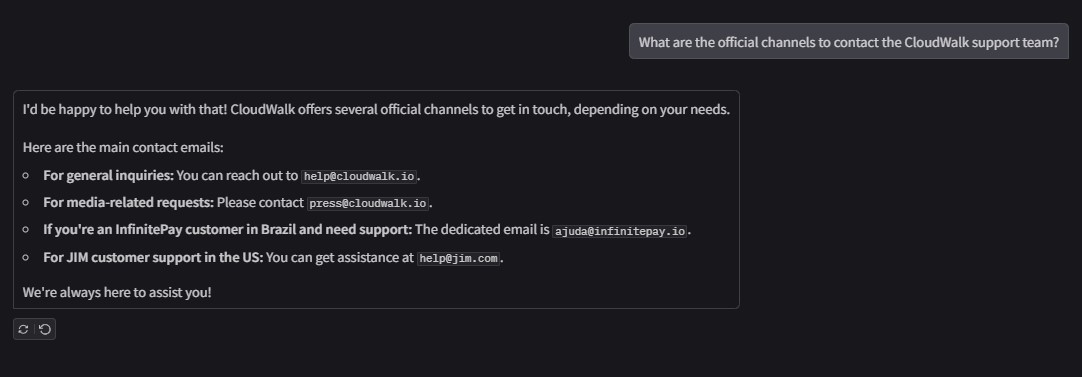 What are the official channels to contact the CloudWalk support team?
I'd be happy to help you with that! CloudWalk offers several official channels to get in touch, depending on your needs.
Here are the main contact emails:
For general inquiries: You can reach out to help@cloudwalk.io.
For media-related requests: Please contact press@cloudwalk.io.
If you're an InfinitePay customer in Brazil and need support: The dedicated email is ajuda@infinitepay.io.
For JIM customer support in the US: You can get assistance at help@jim.com.
We're always here to assist you!